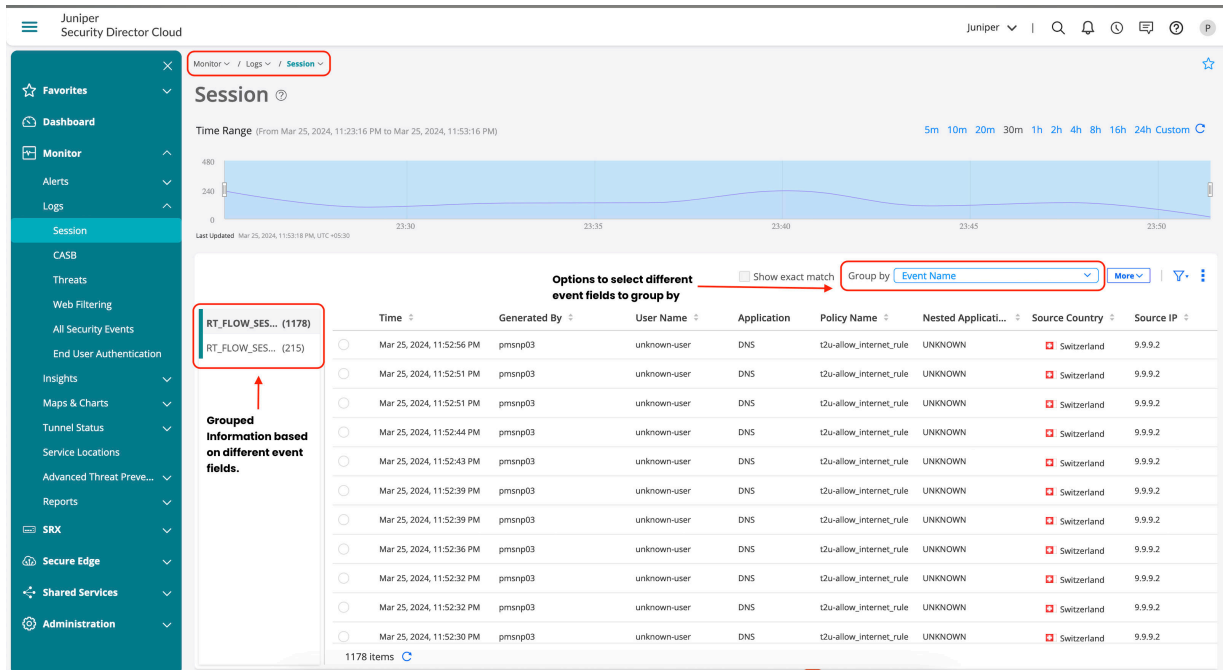 Juniper
Security Director Cloud
Juniper
P
Favorites
Dashboard
Monitor
Alerts
Logs
Session
CASB
Threats
Web Filtering
All Security Events
End User Authentication
Insights
Maps & Charts
Tunnel Status
Service Locations
Advanced Threat Preve...
Reports
SRX
Secure Edge
Shared Services
Administration
Monitor / Logs / Session
Session
Time Range (From Mar 25, 2024, 11:23:16 PM to Mar 25, 2024, 11:53:16 PM)
5m 10m 20m 30m 1h 2h 4h 8h 16h 24h Custom
480
240
0
23:30 23:35 23:40 23:45 23:50
Last Updated Mar 25, 2024, 11:53:18 PM, UTC +05:30
Options to select different
event fields to group by
Show exact match Group by Event Name More
RT_FLOW_SES... (1178)
RT_FLOW_SES... (215)
Grouped
Information based
on different event
fields.
Time Generated By User Name Application Policy Name Nested Applicati... Source Country Source IP
Mar 25, 2024, 11:52:56 PM pmsnp03 unknown-user DNS t2u-allow_internet_rule UNKNOWN Switzerland 9.9.9.2
Mar 25, 2024, 11:52:51 PM pmsnp03 unknown-user DNS t2u-allow_internet_rule UNKNOWN Switzerland 9.9.9.2
Mar 25, 2024, 11:52:51 PM pmsnp03 unknown-user DNS t2u-allow_internet_rule UNKNOWN Switzerland 9.9.9.2
Mar 25, 2024, 11:52:44 PM pmsnp03 unknown-user DNS t2u-allow_internet_rule UNKNOWN Switzerland 9.9.9.2
Mar 25, 2024, 11:52:43 PM pmsnp03 unknown-user DNS t2u-allow_internet_rule UNKNOWN Switzerland 9.9.9.2
Mar 25, 2024, 11:52:39 PM pmsnp03 unknown-user DNS t2u-allow_internet_rule UNKNOWN Switzerland 9.9.9.2
Mar 25, 2024, 11:52:39 PM pmsnp03 unknown-user DNS t2u-allow_internet_rule UNKNOWN Switzerland 9.9.9.2
Mar 25, 2024, 11:52:36 PM pmsnp03 unknown-user DNS t2u-allow_internet_rule UNKNOWN Switzerland 9.9.9.2
Mar 25, 2024, 11:52:32 PM pmsnp03 unknown-user DNS t2u-allow_internet_rule UNKNOWN Switzerland 9.9.9.2
Mar 25, 2024, 11:52:32 PM pmsnp03 unknown-user DNS t2u-allow_internet_rule UNKNOWN Switzerland 9.9.9.2
Mar 25, 2024, 11:52:30 PM pmsnp03 unknown-user DNS t2u-allow_internet_rule UNKNOWN Switzerland 9.9.9.2
1178 items